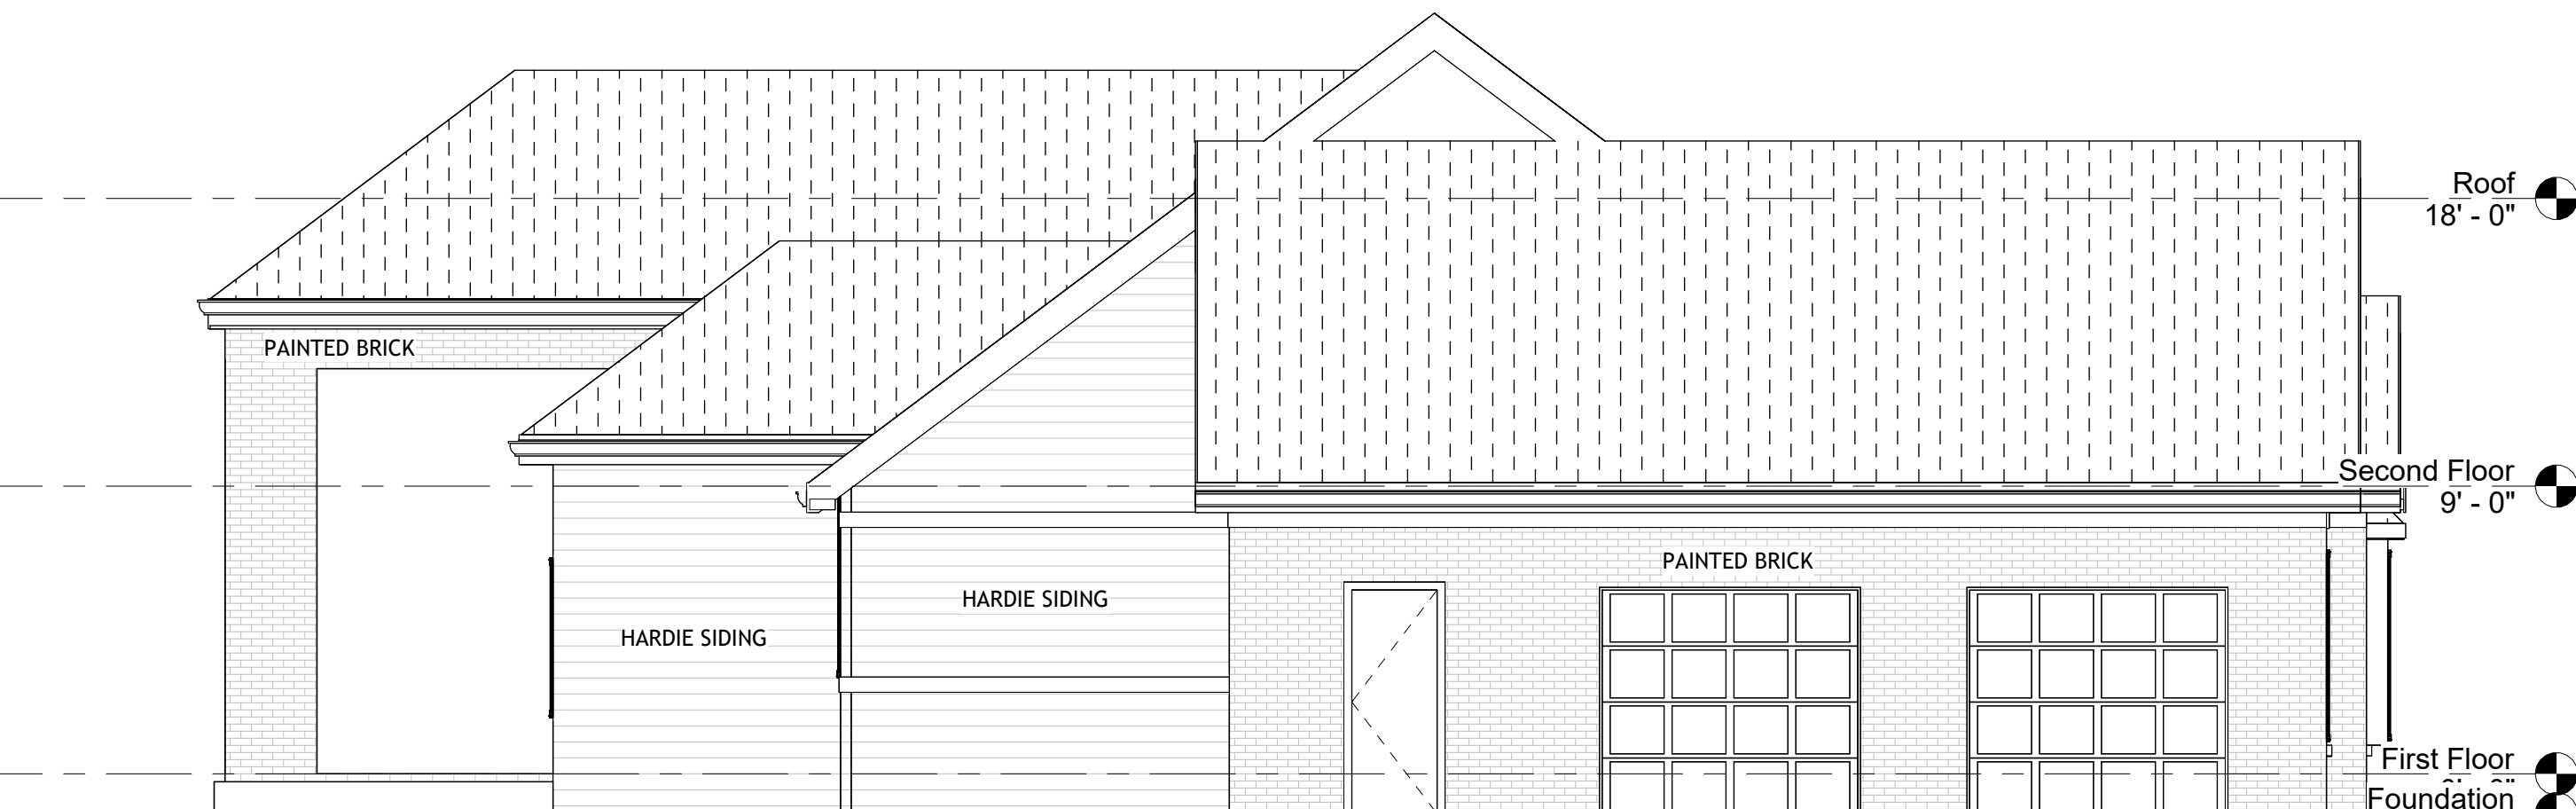 Roof
18' - 0"
PAINTED BRICK
Second Floor
9' - 0"
PAINTED BRICK
HARDIE SIDING
HARDIE SIDING
First Floor
Foundation